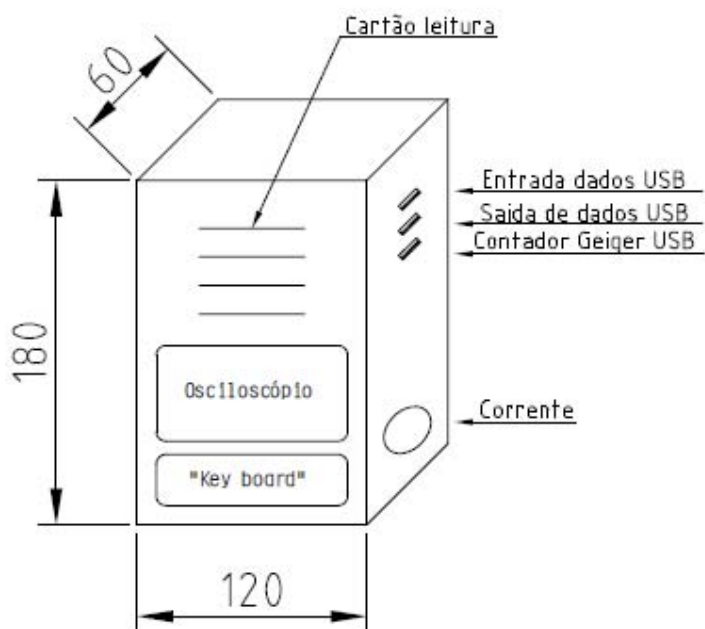 Cartão leitura
60
Entrada dados USB
Saida de dados USB
Contador Geiger USB
180
Osciloscópio
Corrente
"Key board"
120